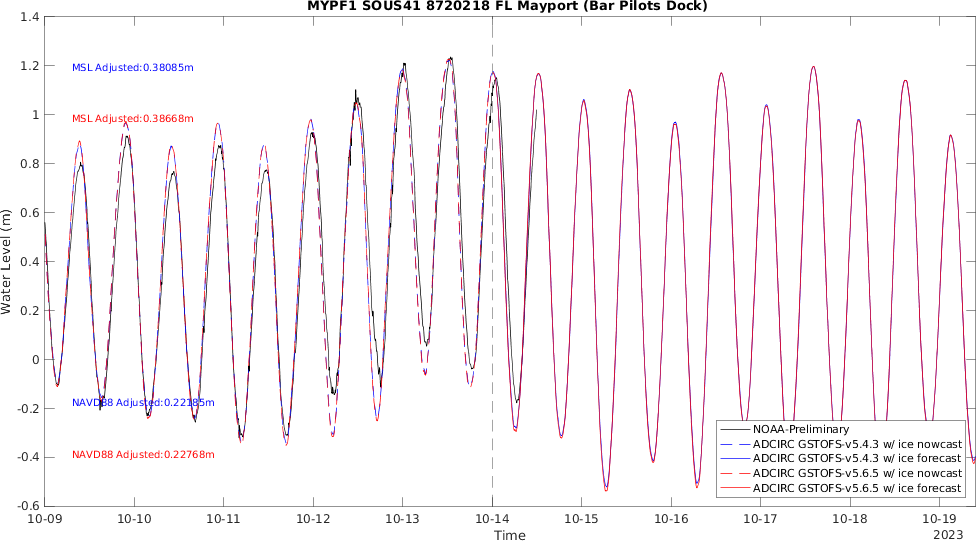 MYPF1 SOUS41 8720218 FL Mayport (Bar Pilots Dock)
1.4
1.2
1
0.8
0.6
0.4
0.2
0
-0.2
-0.4
-0.6
Water Level (m)
MSL Adjusted:0.38085m
MSL Adjusted:0.38668m
NAVD88 Adjusted:0.22185m
NAVD88 Adjusted:0.22768m
NOAA-Preliminary
ADCIRC GSTOFS-v5.4.3 w/ ice nowcast
ADCIRC GSTOFS-v5.4.3 w/ ice forecast
ADCIRC GSTOFS-v5.6.5 w/ ice nowcast
ADCIRC GSTOFS-v5.6.5 w/ ice forecast
10-09 10-10 10-11 10-12 10-13 10-14 10-15 10-16 10-17 10-18 10-19
Time
2023